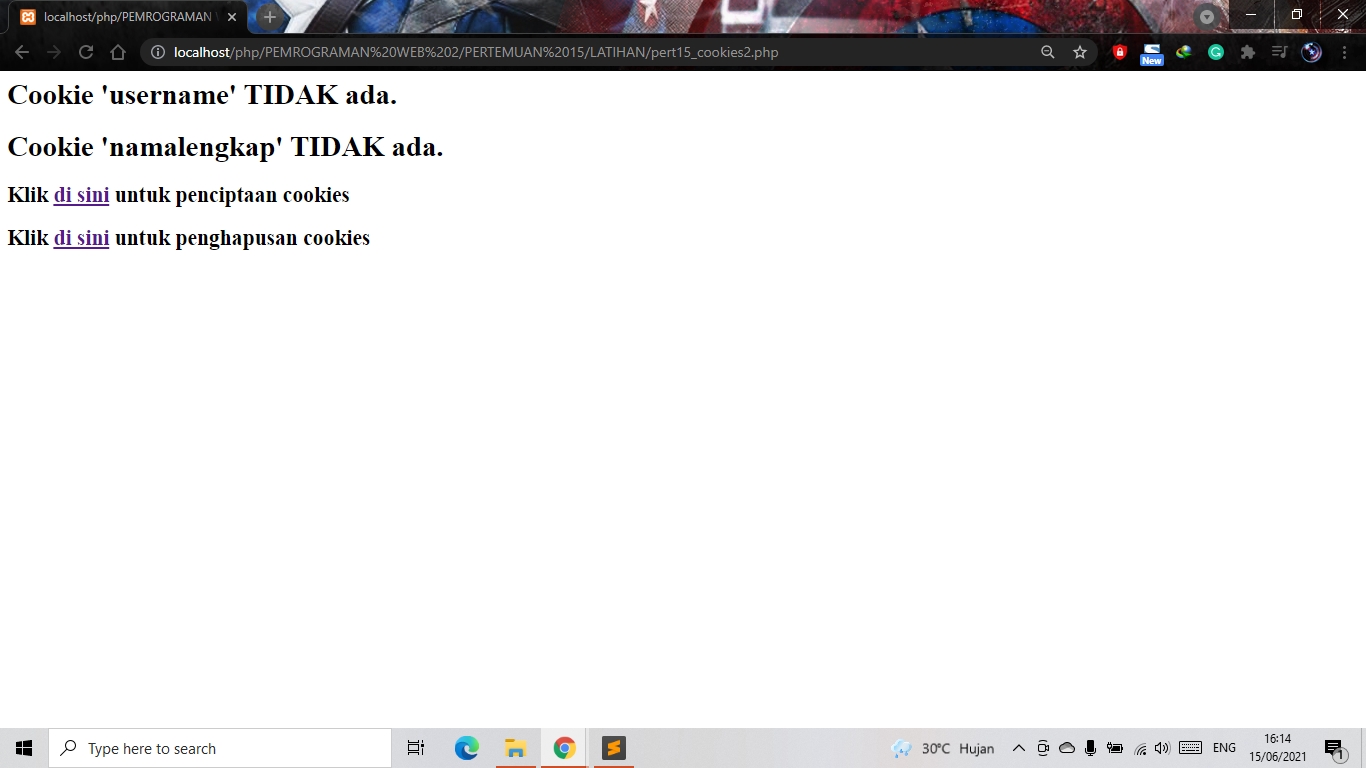 localhost/php/PEMROGRAMAN
localhost/php/PEMROGRAMAN%20WEB%202/PERTEMUAN%2015/LATIHAN/pert15_cookies2.php
New
Cookie 'username' TIDAK ada.
Cookie 'namalengkap' TIDAK ada.
Klik di sini untuk penciptaan cookies
Klik di sini untuk penghapusan cookies
Type here to search
30°C Hujan
ENG
16:14
15/06/2021
1